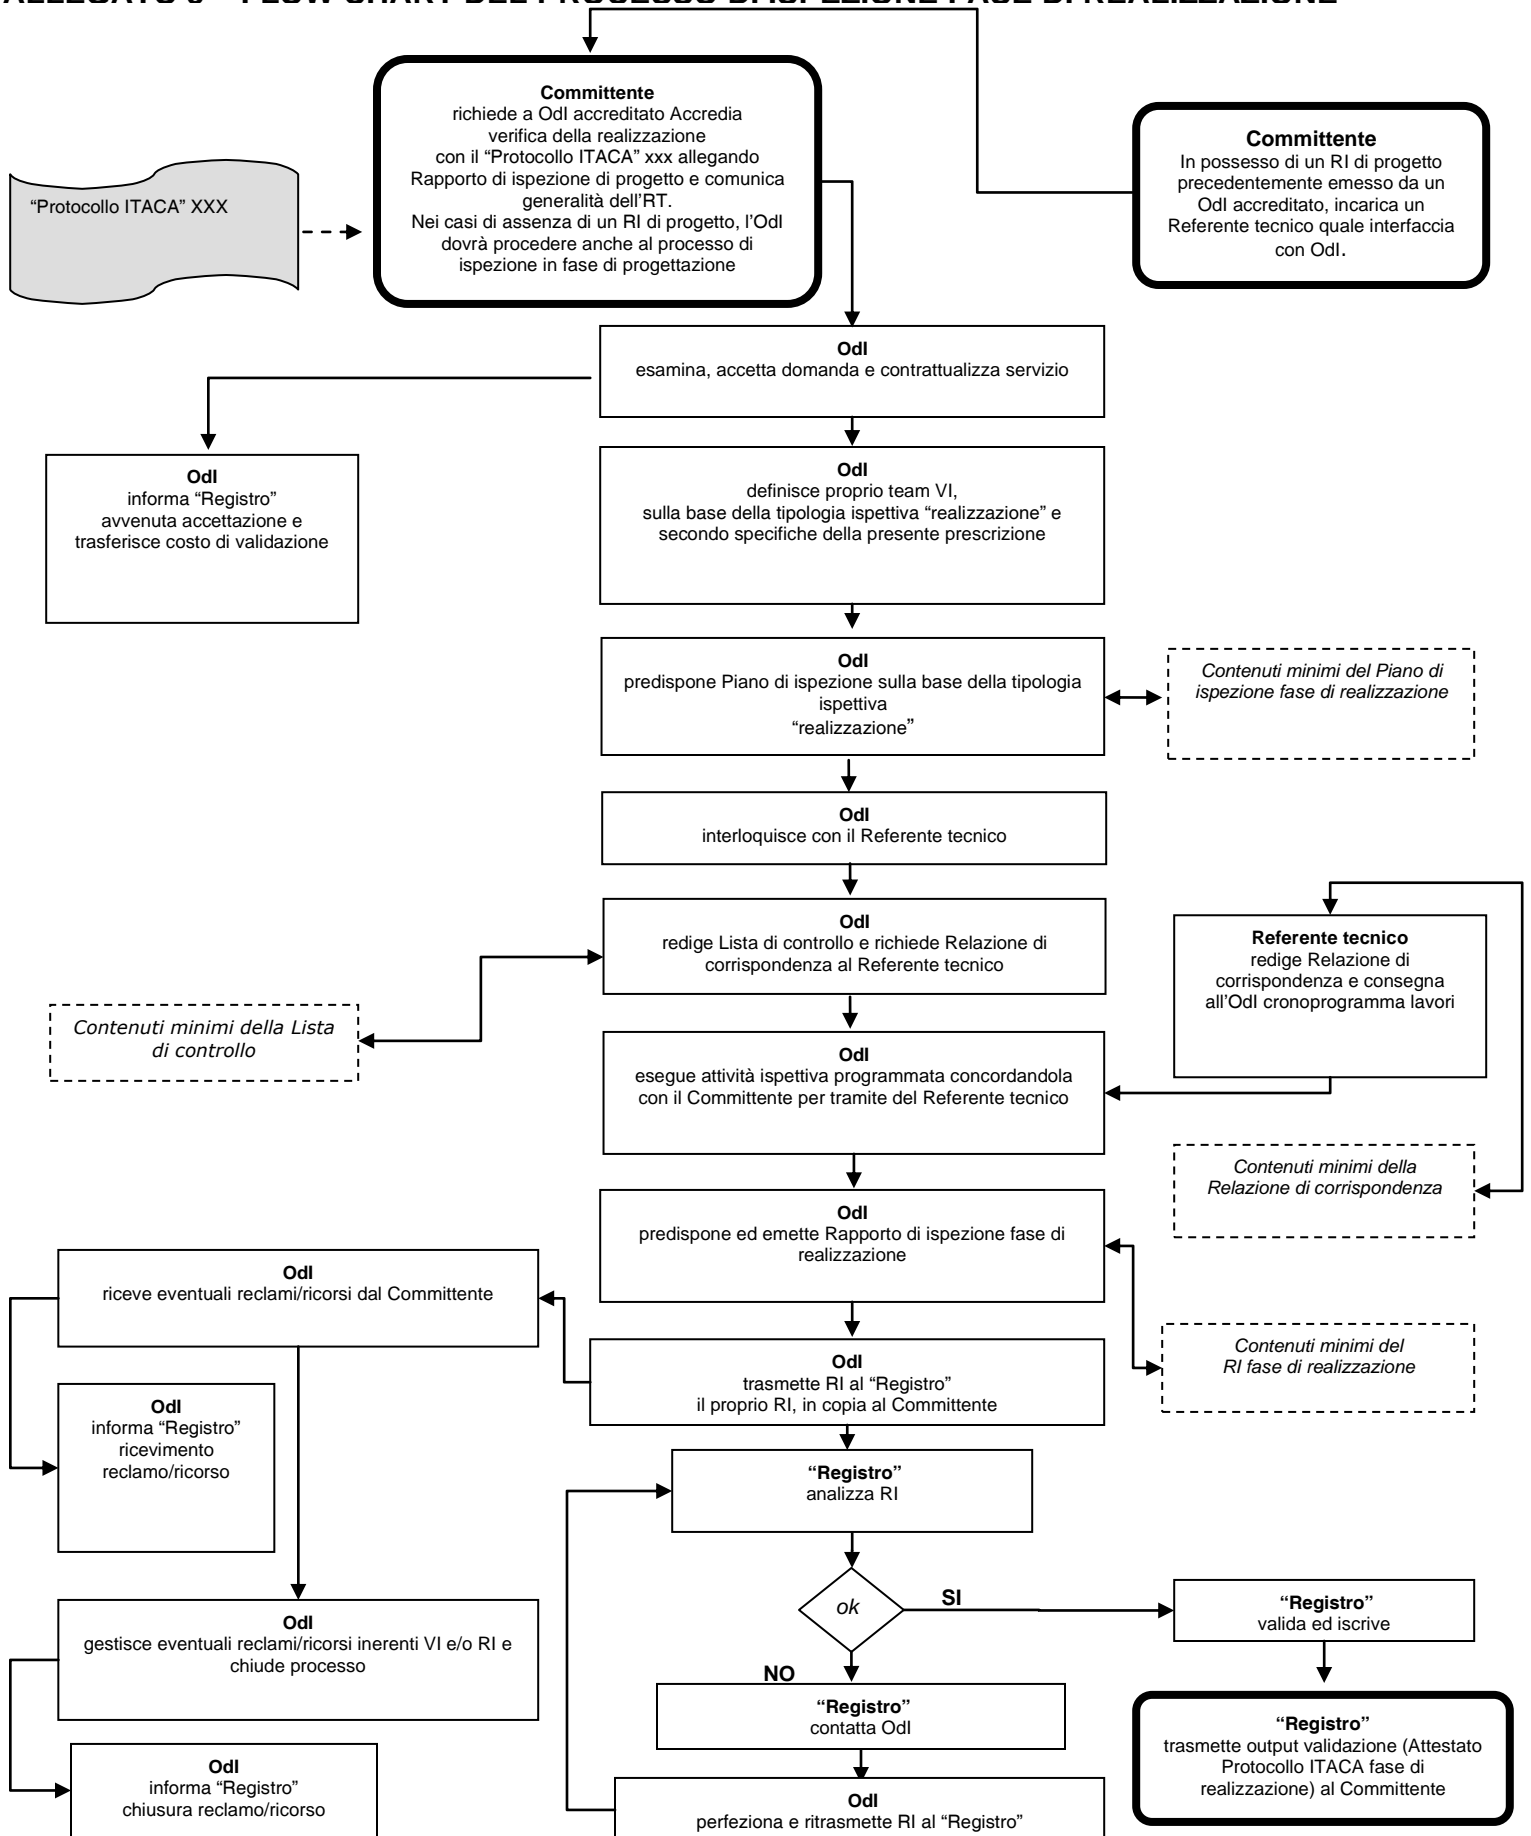 Committente
richiede a OdI accreditato Accredia
verifica della realizzazione
con il “Protocollo ITACA” xxx allegando
Rapporto di ispezione di progetto e comunica
generalità dell’RT.
Nei casi di assenza di un RI di progetto, l’OdI
dovrà procedere anche al processo di
ispezione in fase di progettazione
Committente
In possesso di un RI di progetto
precedentemente emesso da un
OdI accreditato, incarica un
Referente tecnico quale interfaccia
con OdI.
“Protocollo ITACA” XXX
OdI
esamina, accetta domanda e contrattualizza servizio
OdI
informa “Registro”
avvenuta accettazione e
trasferisce costo di validazione
OdI
definisce proprio team VI,
sulla base della tipologia ispettiva “realizzazione” e
secondo specifiche della presente prescrizione
OdI
predispone Piano di ispezione sulla base della tipologia
ispettiva
“realizzazione”
Contenuti minimi del Piano di
ispezione fase di realizzazione
OdI
interloquisce con il Referente tecnico
OdI
redige Lista di controllo e richiede Relazione di
corrispondenza al Referente tecnico
Referente tecnico
redige Relazione di
corrispondenza e consegna
all’OdI cronoprogramma lavori
Contenuti minimi della Lista
di controllo
OdI
esegue attività ispettiva programmata concordandola
con il Committente per tramite del Referente tecnico
Contenuti minimi della
Relazione di corrispondenza
OdI
predispone ed emette Rapporto di ispezione fase di
realizzazione
OdI
riceve eventuali reclami/ricorsi dal Committente
Contenuti minimi del
RI fase di realizzazione
OdI
trasmette RI al “Registro”
il proprio RI, in copia al Committente
OdI
informa “Registro”
ricevimento
reclamo/ricorso
“Registro”
analizza RI
ok
SI
“Registro”
valida ed iscrive
OdI
gestisce eventuali reclami/ricorsi inerenti VI e/o RI e
chiude processo
NO
“Registro”
contatta OdI
“Registro”
trasmette output validazione (Attestato
Protocollo ITACA fase di
realizzazione) al Committente
OdI
informa “Registro”
chiusura reclamo/ricorso
OdI
perfeziona e ritrasmette RI al “Registro”